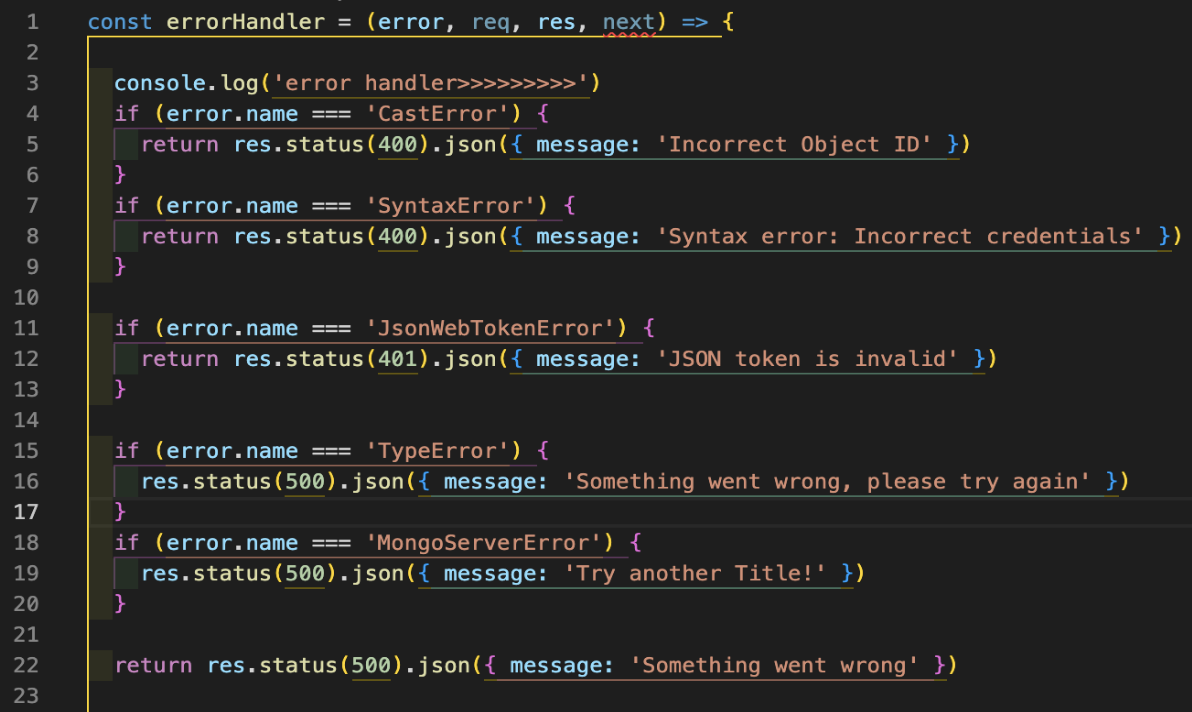 1 const errorHandler = (error, req, res, next) => {
2
3 console.log('error handler>>>>>>>>>')
4 if (error.name === 'CastError') {
5 return res.status(400).json({ message: 'Incorrect Object ID' })
6 }
7 if (error.name === 'SyntaxError') {
8 return res.status(400).json({ message: 'Syntax error: Incorrect credentials' })
9 }
10
11 if (error.name === 'JsonWebTokenError') {
12 return res.status(401).json({ message: 'JSON token is invalid' })
13 }
14
15 if (error.name === 'TypeError') {
16 res.status(500).json({ message: 'Something went wrong, please try again' })
17 }
18 if (error.name === 'MongoServerError') {
19 res.status(500).json({ message: 'Try another Title!' })
20 }
21
22 return res.status(500).json({ message: 'Something went wrong' })
23